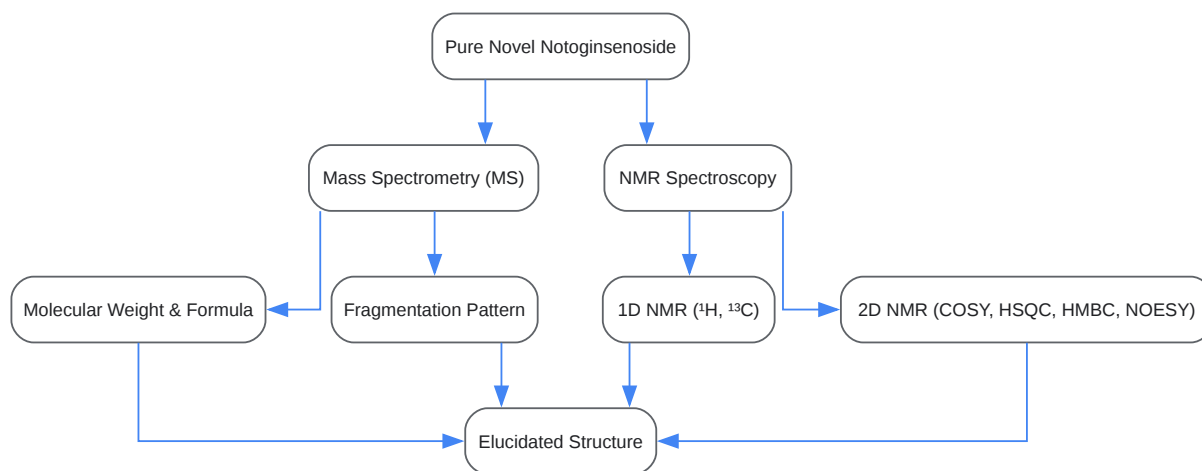 Pure Novel Notoginsenoside
Mass Spectrometry (MS)
NMR Spectroscopy
Molecular Weight & Formula
Fragmentation Pattern
1D NMR (¹H, ¹³C)
2D NMR (COSY, HSQC, HMBC, NOESY)
Elucidated Structure